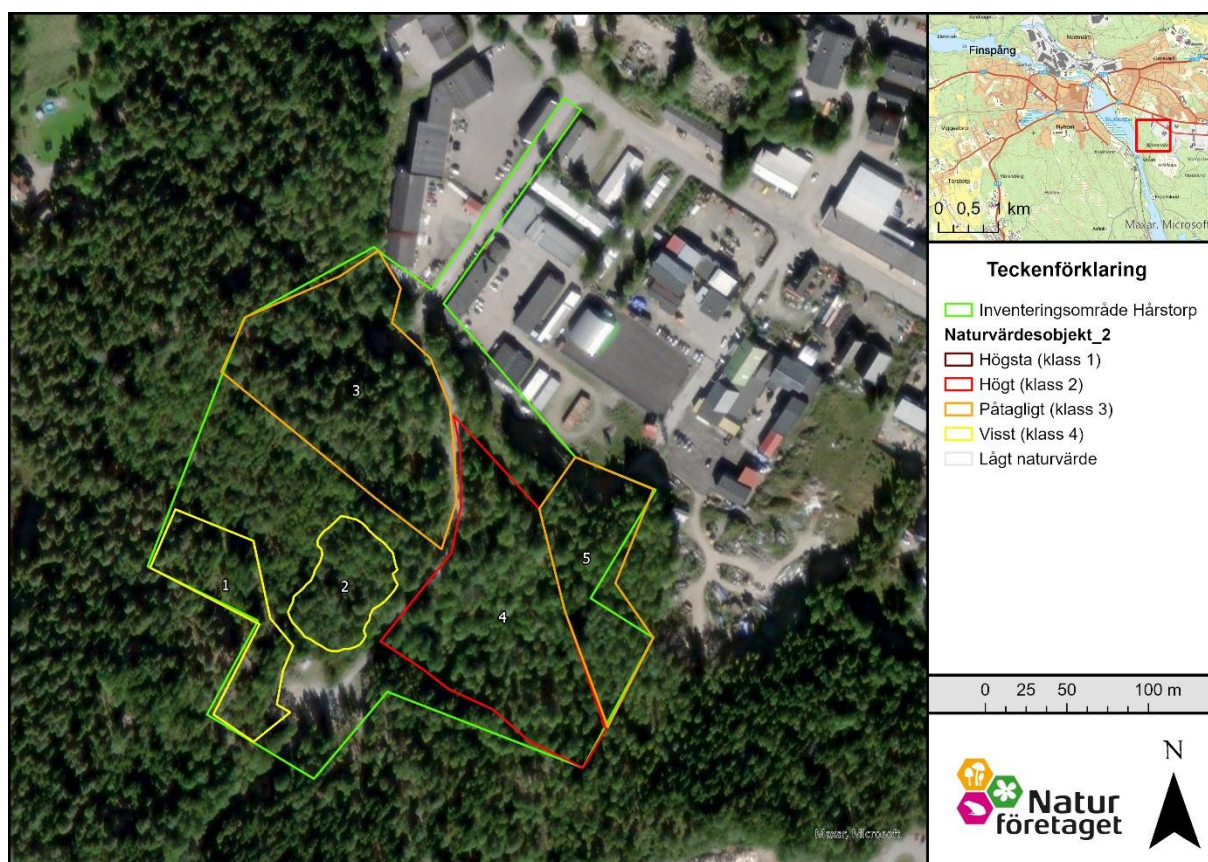 3
1
2
4
5
Maxar, Microsoft
Finspång
Nyhem
Viggestorp
0 0,5 1 km
Maxar, Microsoft
Teckenförklaring
Inventeringsområde Hårstorp
Naturvärdesobjekt_2
Högsta (klass 1)
Högt (klass 2)
Påtagligt (klass 3)
Visst (klass 4)
Lågt naturvärde
0 25 50 100 m
Natur
företaget
N